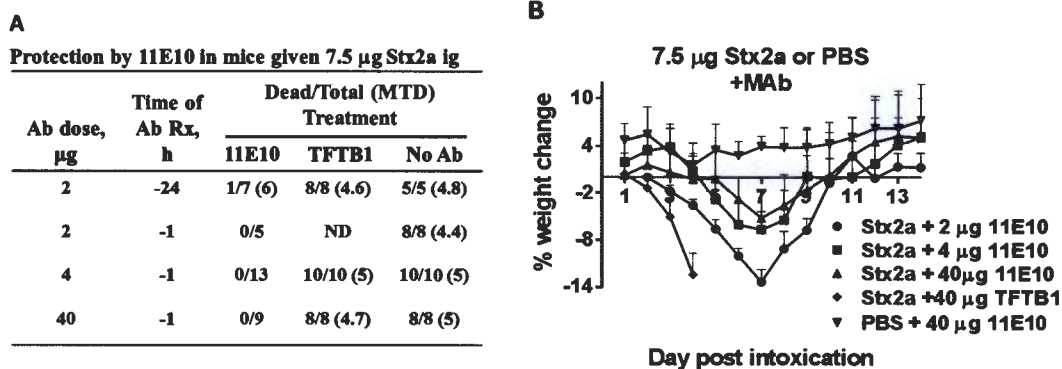 A
Protection by 11E10 in mice given 7.5 µg Stx2a ig
Ab dose, µg
Time of Ab Rx, h
Dead/Total (MTD)
Treatment
11E10 TFTB1 No Ab
2 -24 1/7 (6) 8/8 (4.6) 5/5 (4.8)
2 -1 0/5 ND 8/8 (4.4)
4 -1 0/13 10/10 (5) 10/10 (5)
40 -1 0/9 8/8 (4.7) 8/8 (5)
B
7.5 µg Stx2a or PBS
+MAb
% weight change
10
4
-2
-8
-14
1 7 9 11 13
Stx2a + 2 µg 11E10
Stx2a + 4 µg 11E10
Stx2a + 40µg 11E10
Stx2a +40 µg TFTB1
PBS + 40 µg 11E10
Day post intoxication